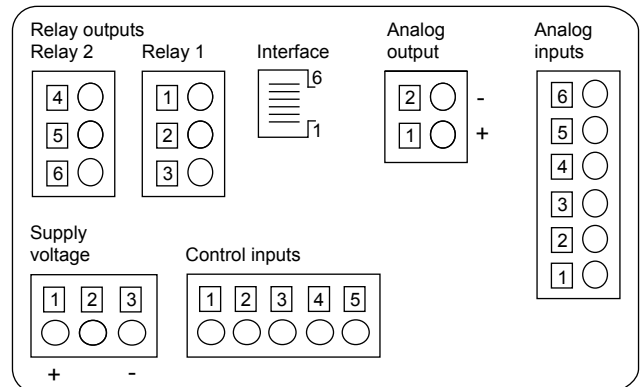 Relay outputs
Relay 2
Relay 1
Interface
Analog
output
Analog
inputs
4
5
6
1
2
3
6
1
2 -
1 +
6
5
4
3
2
1
Supply
voltage
1 2 3
+ -
Control inputs
1 2 3 4 5